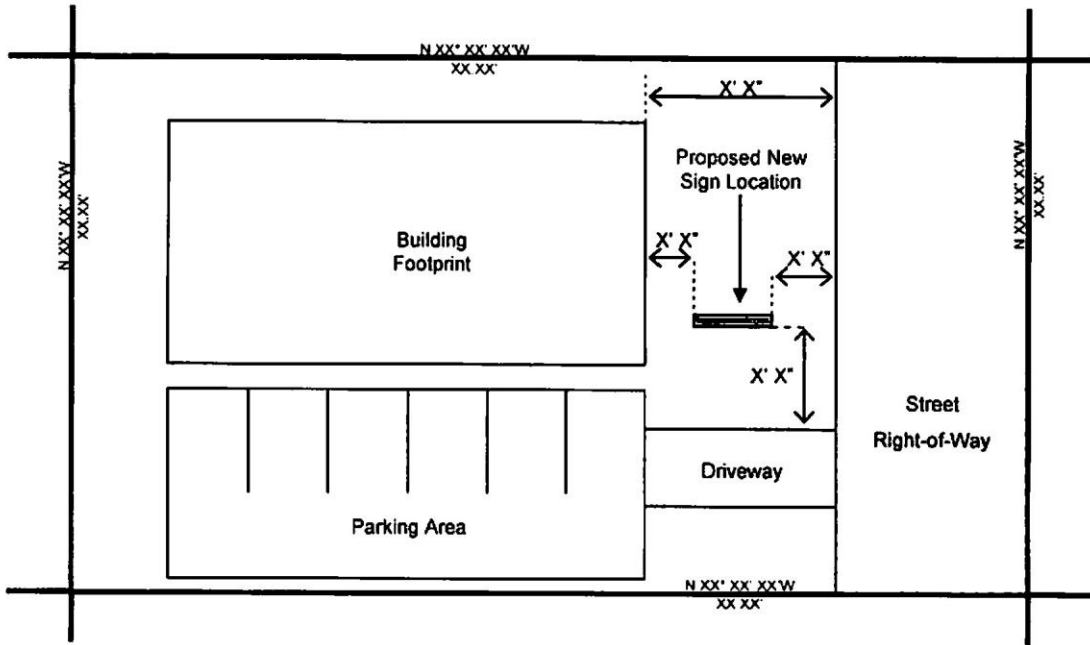 N XX° XX' XX'W
XX.XX'
X' X"
Proposed New
Sign Location
N XX° XX' XX'W
XX.XX'
N XX° XX' XX'W
XX.XX'
Building
Footprint
X' X"
X' X"
X' X"
Street
Right-of-Way
Driveway
Parking Area
N XX° XX' XX'W
XX XX'